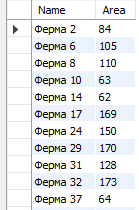 Name Area
Ферма 2 84
Ферма 6 105
Ферма 8 110
Ферма 10 63
Ферма 14 62
Ферма 17 169
Ферма 24 150
Ферма 29 170
Ферма 31 128
Ферма 32 173
Ферма 37 64